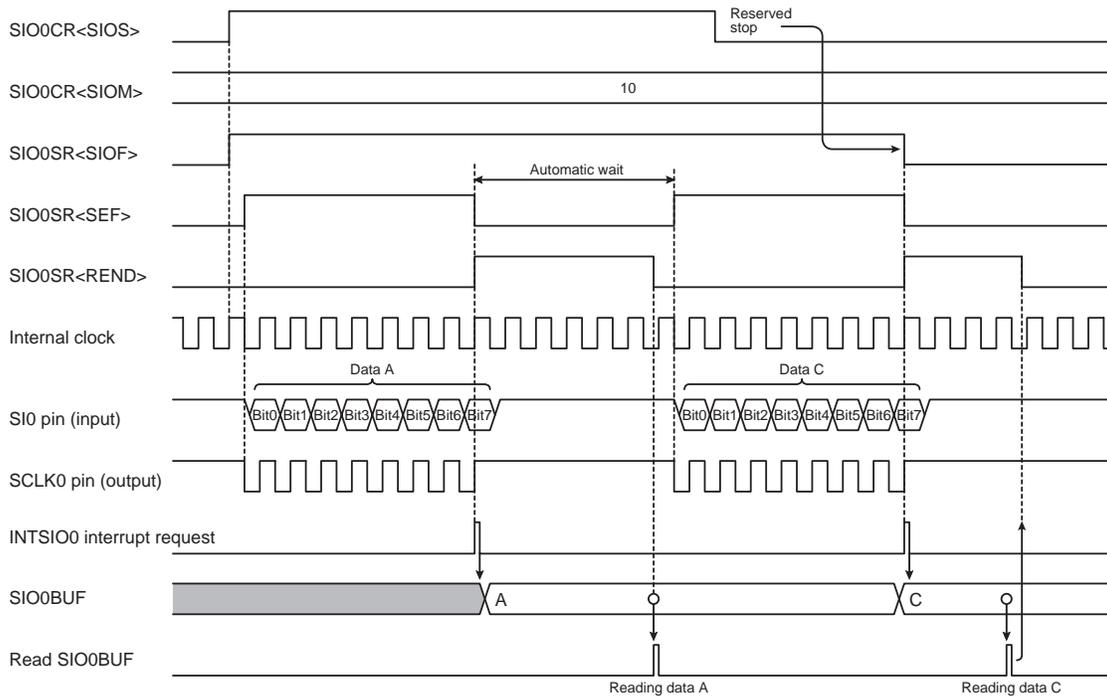 Reserved
stop
SIO0CR<SIOS>
SIO0CR<SIOM>
10
SIO0SR<SIOF>
Automatic wait
SIO0SR<SEF>
SIO0SR<REND>
Internal clock
Data A
Data C
SI0 pin (input)
Bit0 Bit1 Bit2 Bit3 Bit4 Bit5 Bit6 Bit7
Bit0 Bit1 Bit2 Bit3 Bit4 Bit5 Bit6 Bit7
SCLK0 pin (output)
INTSIO0 interrupt request
SIO0BUF
A
C
Read SIO0BUF
Reading data A
Reading data C